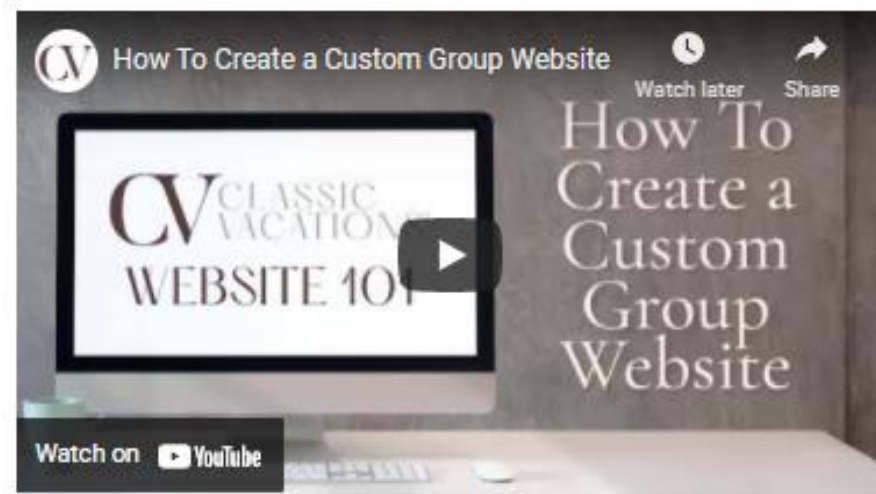 CV
How To Create a Custom Group Website
Watch later
Share
How To
Create a
Custom
Group
Website
CV CLASSIC
VACATIONS
WEBSITE 101
Watch on YouTube